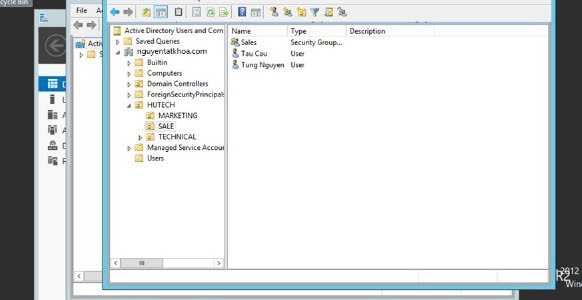 cycle Bin
File
Active Directory Users and Com
Saved Queries
nguyentatkhoa.com
Builtin
Computers
Domain Controllers
ForeignSecurityPrincipals
HUTECH
MARKETING
SALE
TECHNICAL
Managed Service Accou
Users
Name Type Description
Sales Security Group...
Tau Cau User
Tung Nguyen User
Activ
2012
R2
Wind